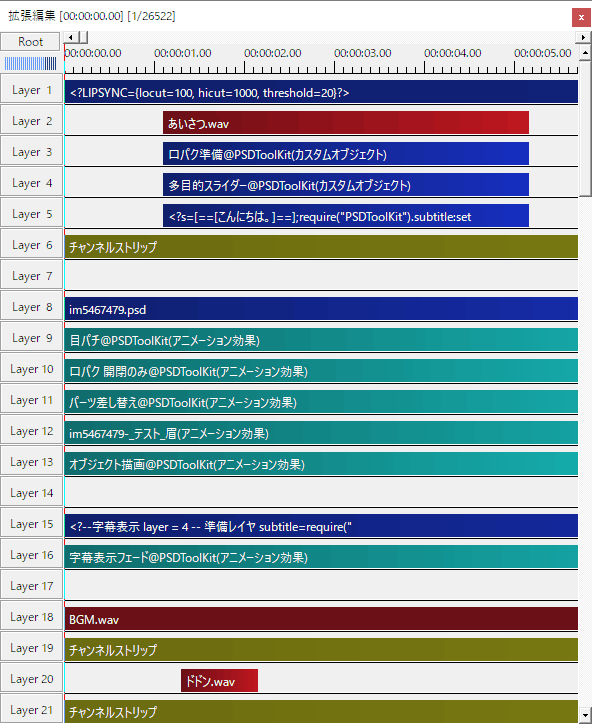 拡張編集 [00:00:00.00] [1/26522]
Root
00:00:00.00 00:00:01.00 00:00:02.00 00:00:03.00 00:00:04.00 00:00:05.00
Layer 1 <?LIPSYNC={locut=100, hicut=1000, threshold=20}?>
Layer 2 あいさつ.wav
Layer 3 口パク準備@PSDToolKit(カスタムオブジェクト)
Layer 4 多目的スライダー@PSDToolKit(カスタムオブジェクト)
Layer 5 <?s=[==[こんにちは。]==];require("PSDToolKit").subtitle:set
Layer 6 チャンネルストリップ
Layer 7
Layer 8 im5467479.psd
Layer 9 目パチ@PSDToolKit(アニメーション効果)
Layer 10 口パク 開閉のみ@PSDToolKit(アニメーション効果)
Layer 11 パーツ差し替え@PSDToolKit(アニメーション効果)
Layer 12 im5467479-_テスト_眉(アニメーション効果)
Layer 13 オブジェクト描画@PSDToolKit(アニメーション効果)
Layer 14
Layer 15 <?--字幕表示 layer = 4 -- 準備レイヤ subtitle=require("
Layer 16 字幕表示フェード@PSDToolKit(アニメーション効果)
Layer 17
Layer 18 BGM.wav
Layer 19 チャンネルストリップ
Layer 20 ドドン.wav
Layer 21 チャンネルストリップ